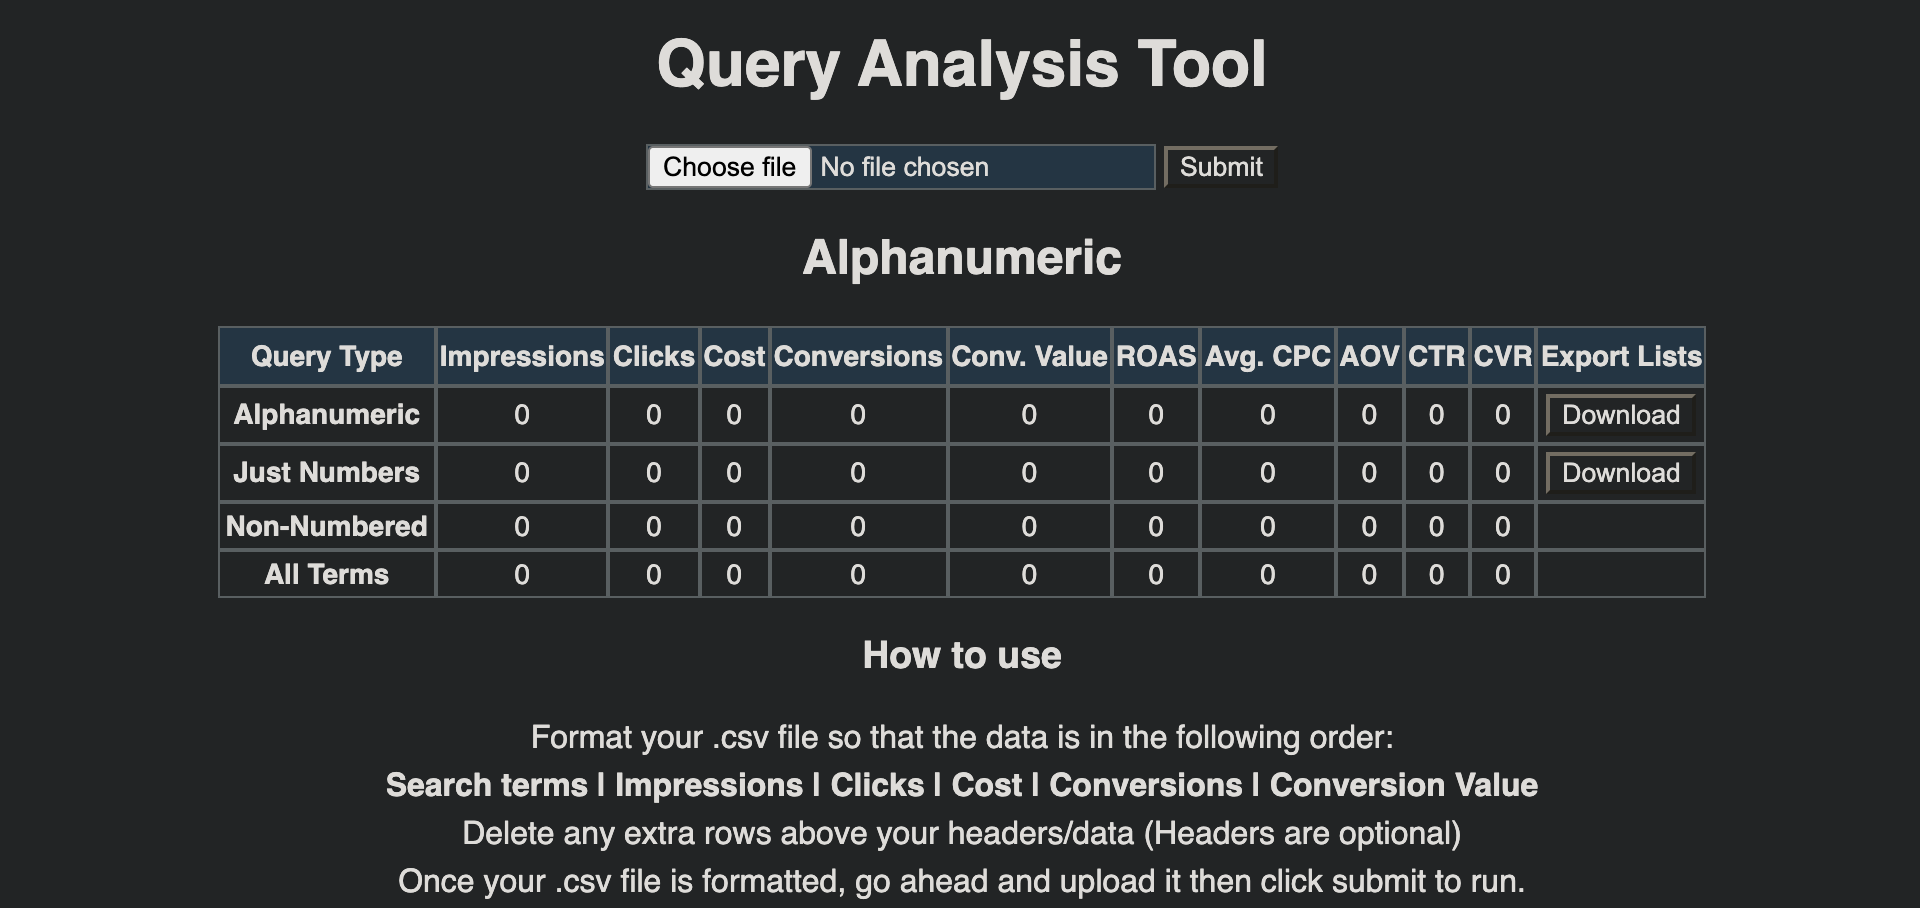 Query Analysis Tool
Choose file No file chosen Submit
Alphanumeric
Query Type Impressions Clicks Cost Conversions Conv. Value ROAS Avg. CPC AOV CTR CVR Export Lists
Alphanumeric 0 0 0 0 0 0 0 0 0 0 Download
Just Numbers 0 0 0 0 0 0 0 0 0 0 Download
Non-Numbered 0 0 0 0 0 0 0 0 0 0
All Terms 0 0 0 0 0 0 0 0 0 0
How to use
Format your .csv file so that the data is in the following order:
Search terms | Impressions | Clicks | Cost | Conversions | Conversion Value
Delete any extra rows above your headers/data (Headers are optional)
Once your .csv file is formatted, go ahead and upload it then click submit to run.